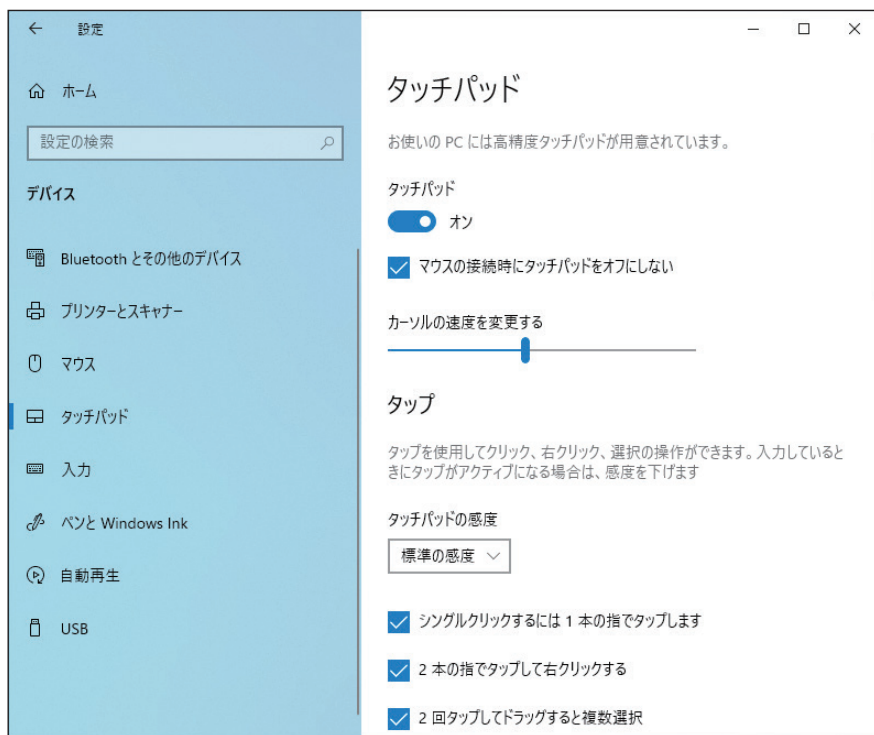 設定
ホーム
設定の検索
デバイス
Bluetooth とその他のデバイス
プリンターとスキャナー
マウス
タッチパッド
入力
ペンと Windows Ink
自動再生
USB
タッチパッド
お使いの PC には高精度タッチパッドが用意されています。
タッチパッド
オン
マウスの接続時にタッチパッドをオフにしない
カーソルの速度を変更する
タップ
タップを使用してクリック、右クリック、選択の操作ができます。入力していると
きにタップがアクティブになる場合は、感度を下げます
タッチパッドの感度
標準の感度
シングルクリックするには 1 本の指でタップします
2 本の指でタップして右クリックする
2 回タップしてドラッグすると複数選択